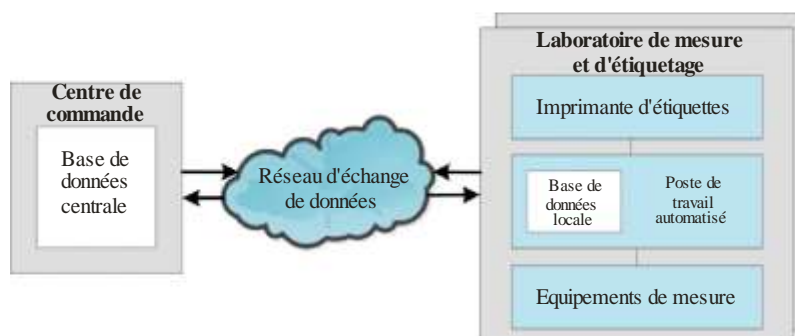 Centre de
commande
Base de
données
centrale
Réseau d'échange
de données
Laboratoire de mesure
et d'étiquetage
Imprimante d'étiquettes
Base de
données
locale
Poste de
travail
automatisé
Equipements de mesure